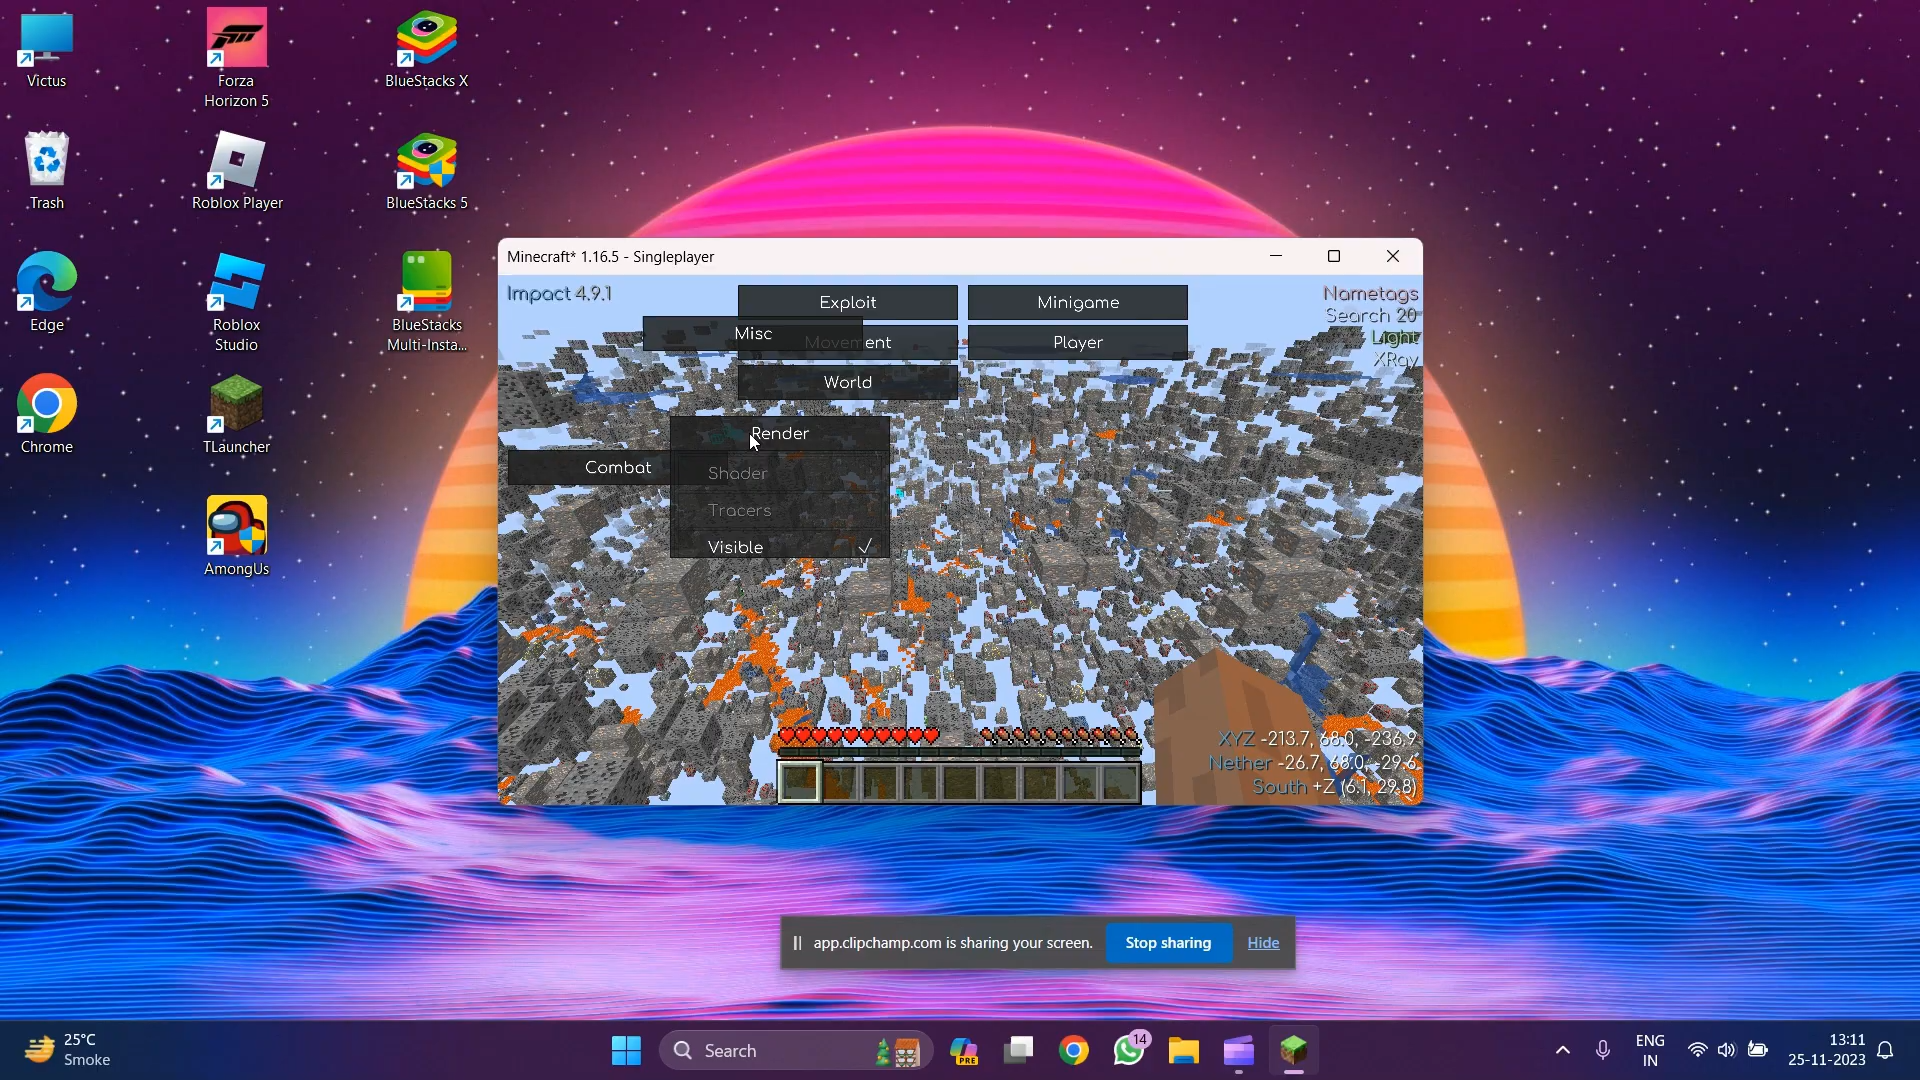 Victus
Forza
Horizon 5
BlueStacks X
Trash
Roblox Player
BlueStacks 5
Edge
Roblox
Studio
BlueStacks
Multi-Insta...
Chrome
TLauncher
AmongUs
Minecraft* 1.16.5 - Singleplayer
Impact 4.9.1
Exploit
Minigame
Misc
Movement
Player
World
Render
Combat
Shader
Tracers
Visible
Nametags
Search 20
Light
XRay
XYZ -213.7, 68.0, -236.9
Nether -26.7, 68.0, -29.6
South +Z (6.1, 29.8)
app.clipchamp.com is sharing your screen.
Stop sharing
Hide
25°C
Smoke
Search
PRE
14
ENG
IN
13:11
25-11-2023